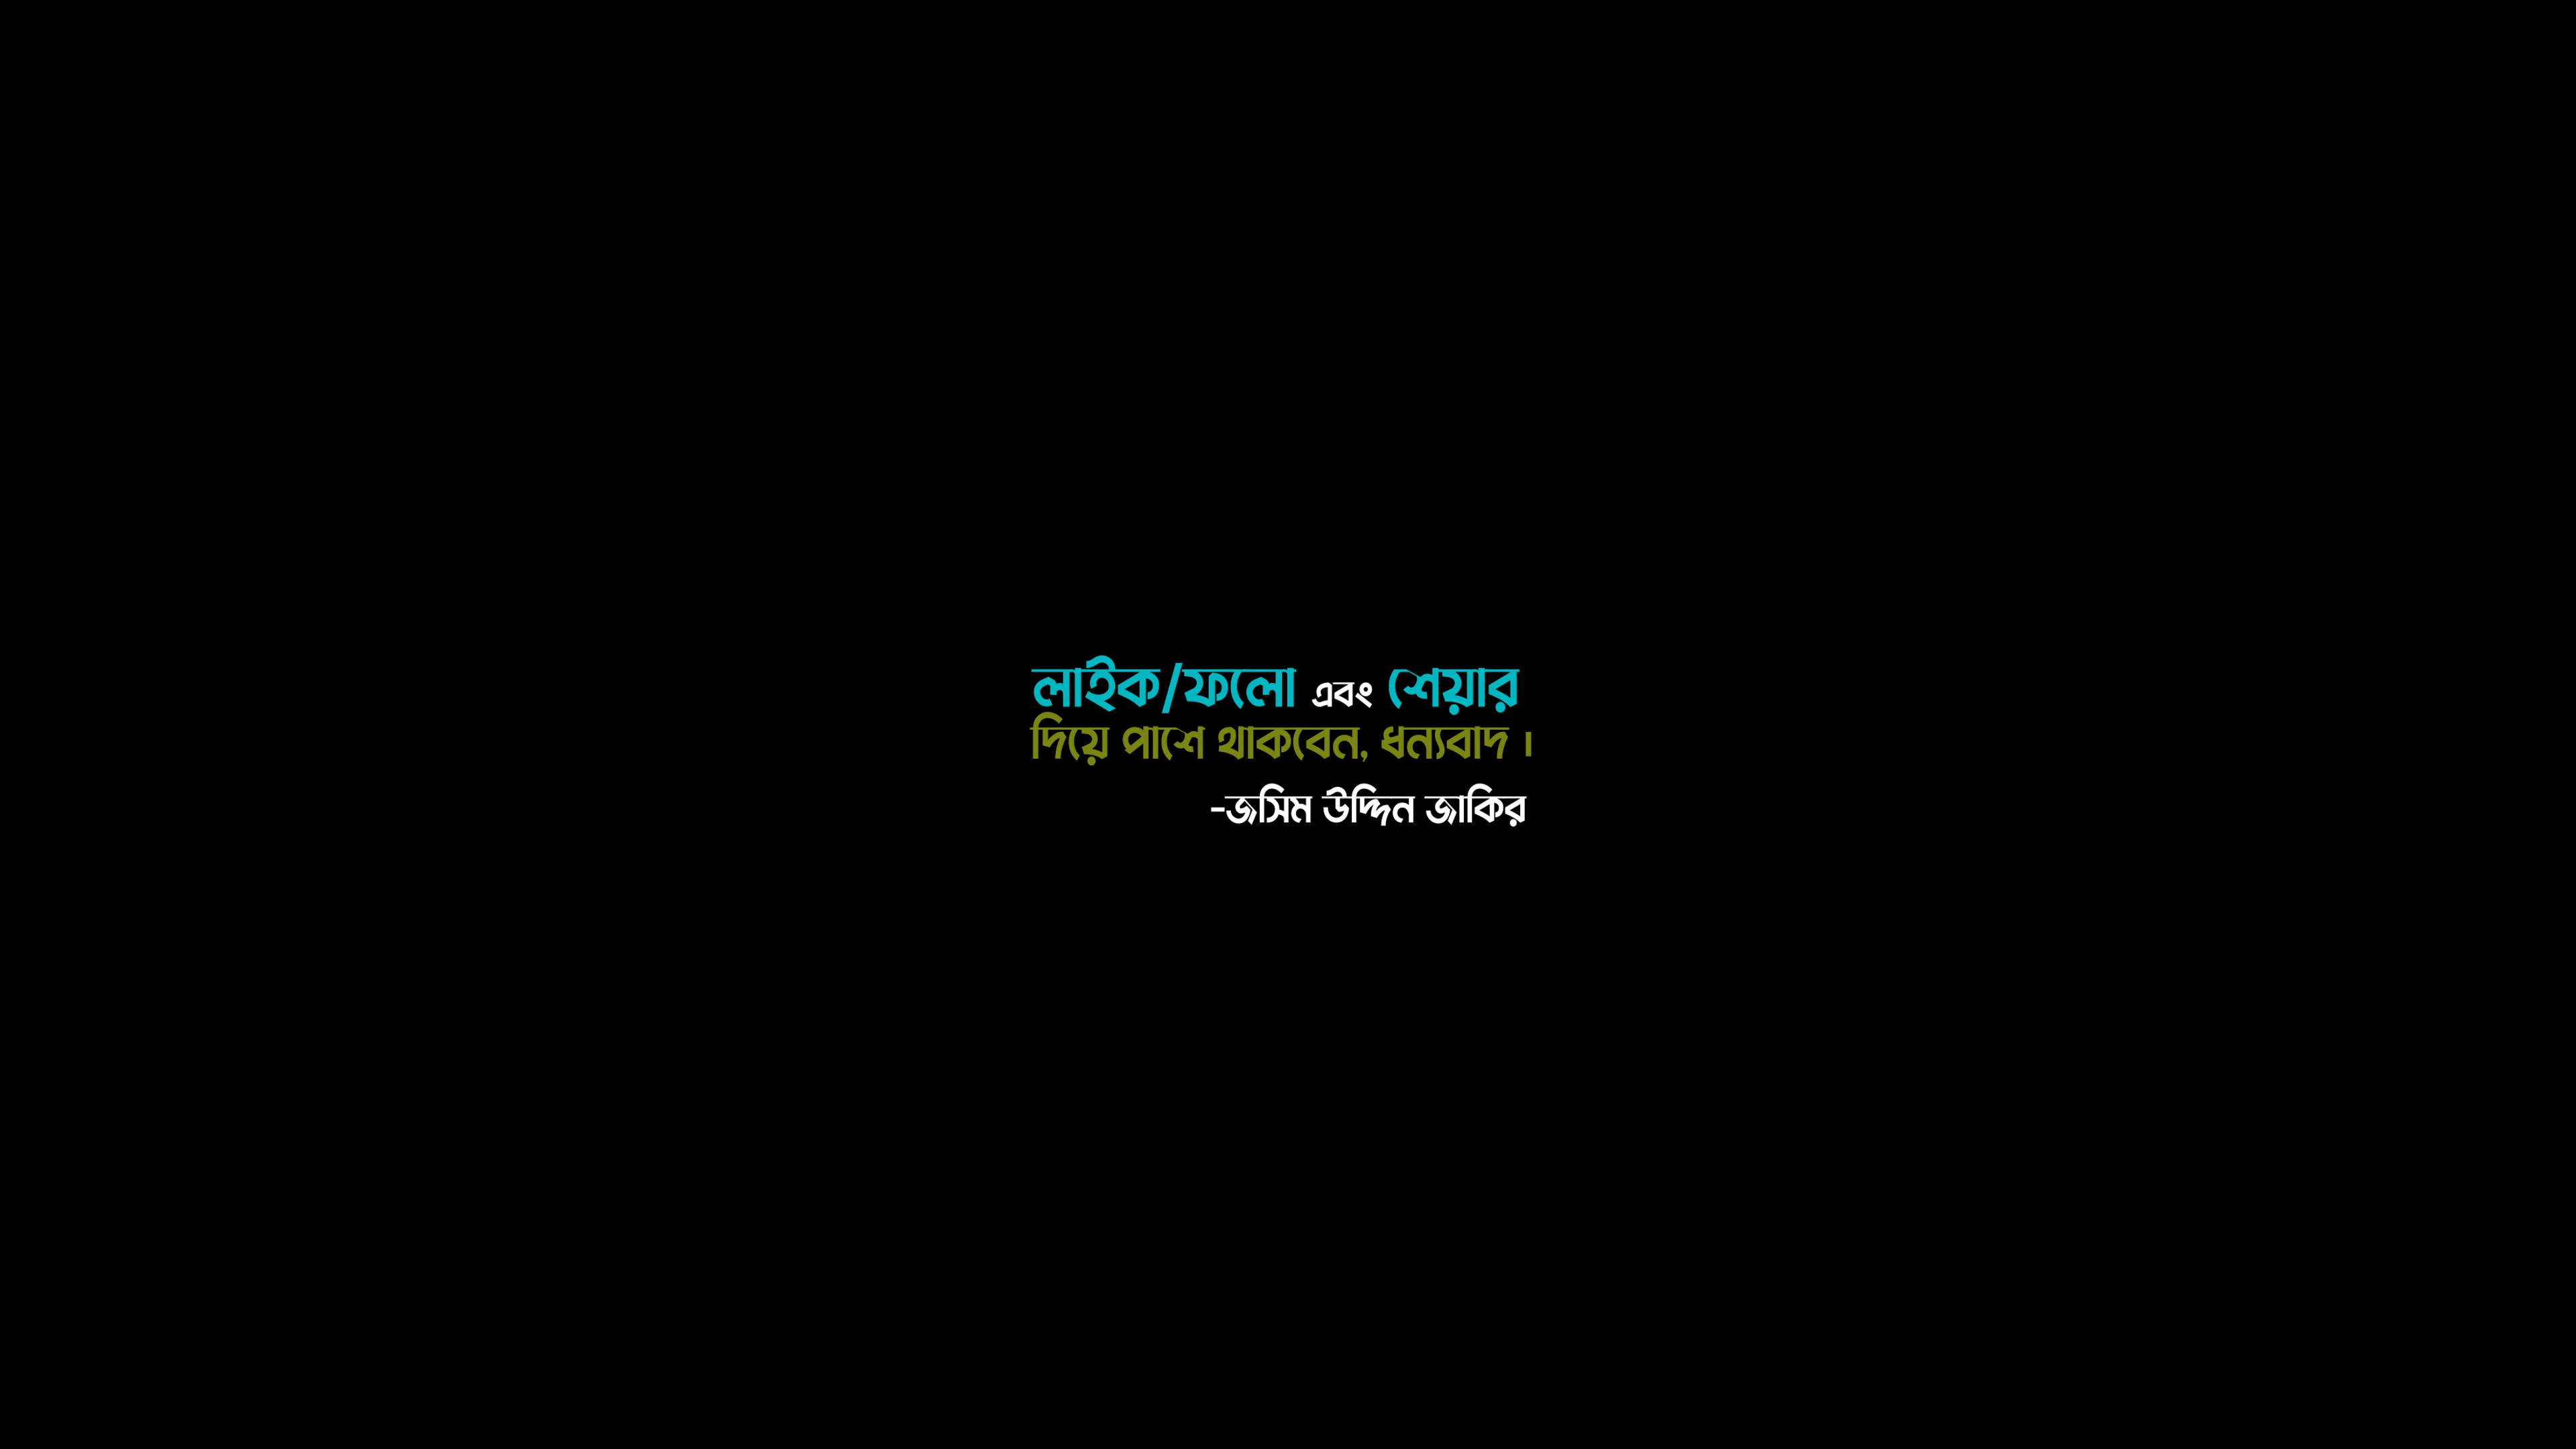 লাইক/ফলো এবং শেয়ার
দিয়ে পাশে থাকবেন, ধন্যবাদ ।
-জসিম উদ্দিন জাকির